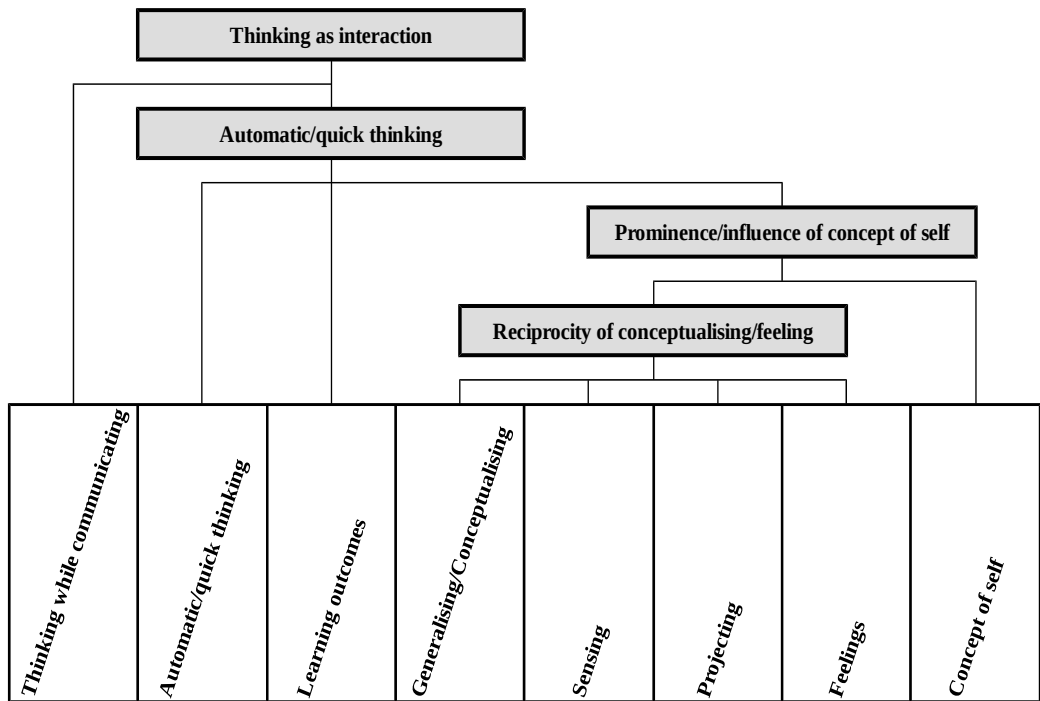 Thinking as interaction
Automatic/quick thinking
Prominence/influence of concept of self
Reciprocity of conceptualising/feeling
Thinking while communicating
Automatic/quick thinking
Learning outcomes
Generalising/Conceptualising
Sensing
Projecting
Feelings
Concept of self